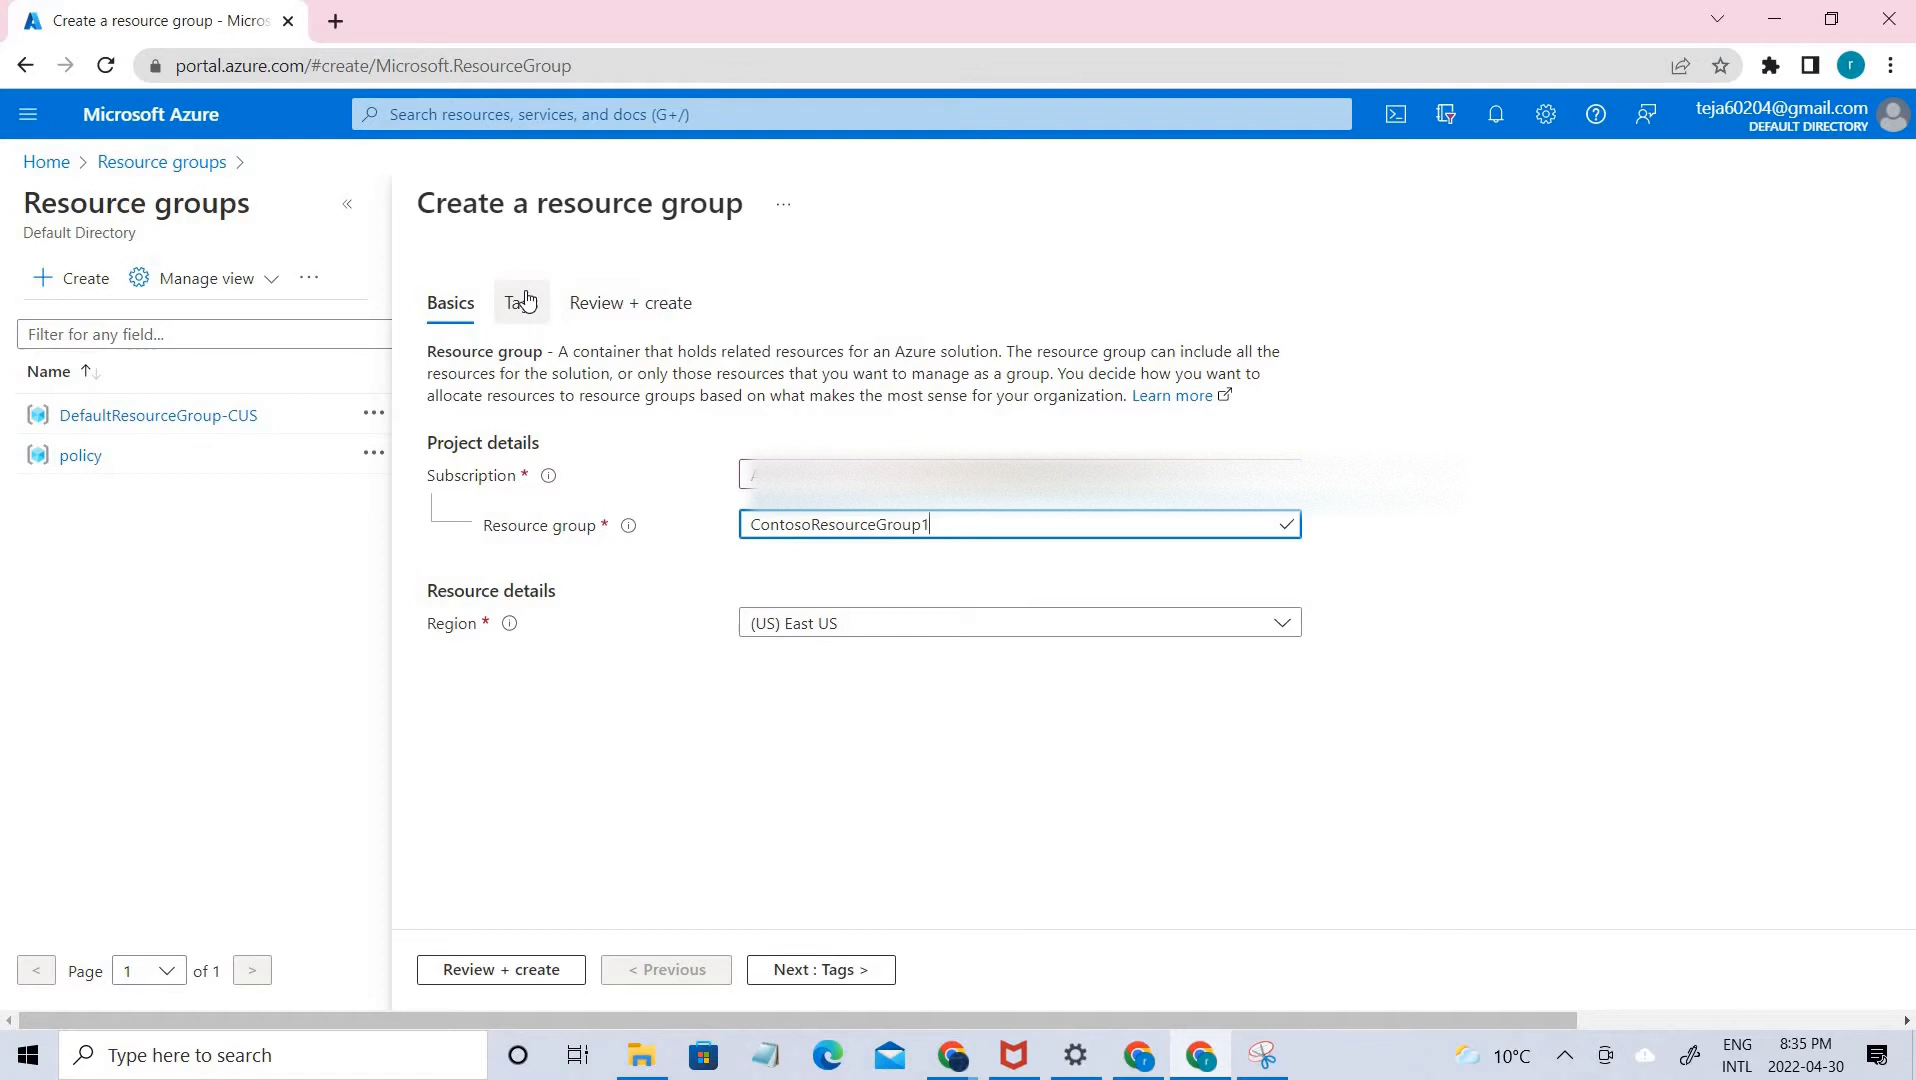 Create a resource group - Micros
portal.azure.com/#create/Microsoft.ResourceGroup
r
Microsoft Azure
Search resources, services, and docs (G+/)
teja60204@gmail.com
DEFAULT DIRECTORY
Home > Resource groups >
Resource groups
Default Directory
Create
Manage view
Filter for any field...
Name
DefaultResourceGroup-CUS
policy
Page 1 of 1
Create a resource group
Basics
Review + create
Resource group - A container that holds related resources for an Azure solution. The resource group can include all the
resources for the solution, or only those resources that you want to manage as a group. You decide how you want to
allocate resources to resource groups based on what makes the most sense for your organization. Learn more
Project details
Subscription *
Resource group *
ContosoResourceGroup1
Resource details
Region *
(US) East US
Review + create
< Previous
Next : Tags >
Type here to search
10°C
ENG
INTL
8:35 PM
2022-04-30